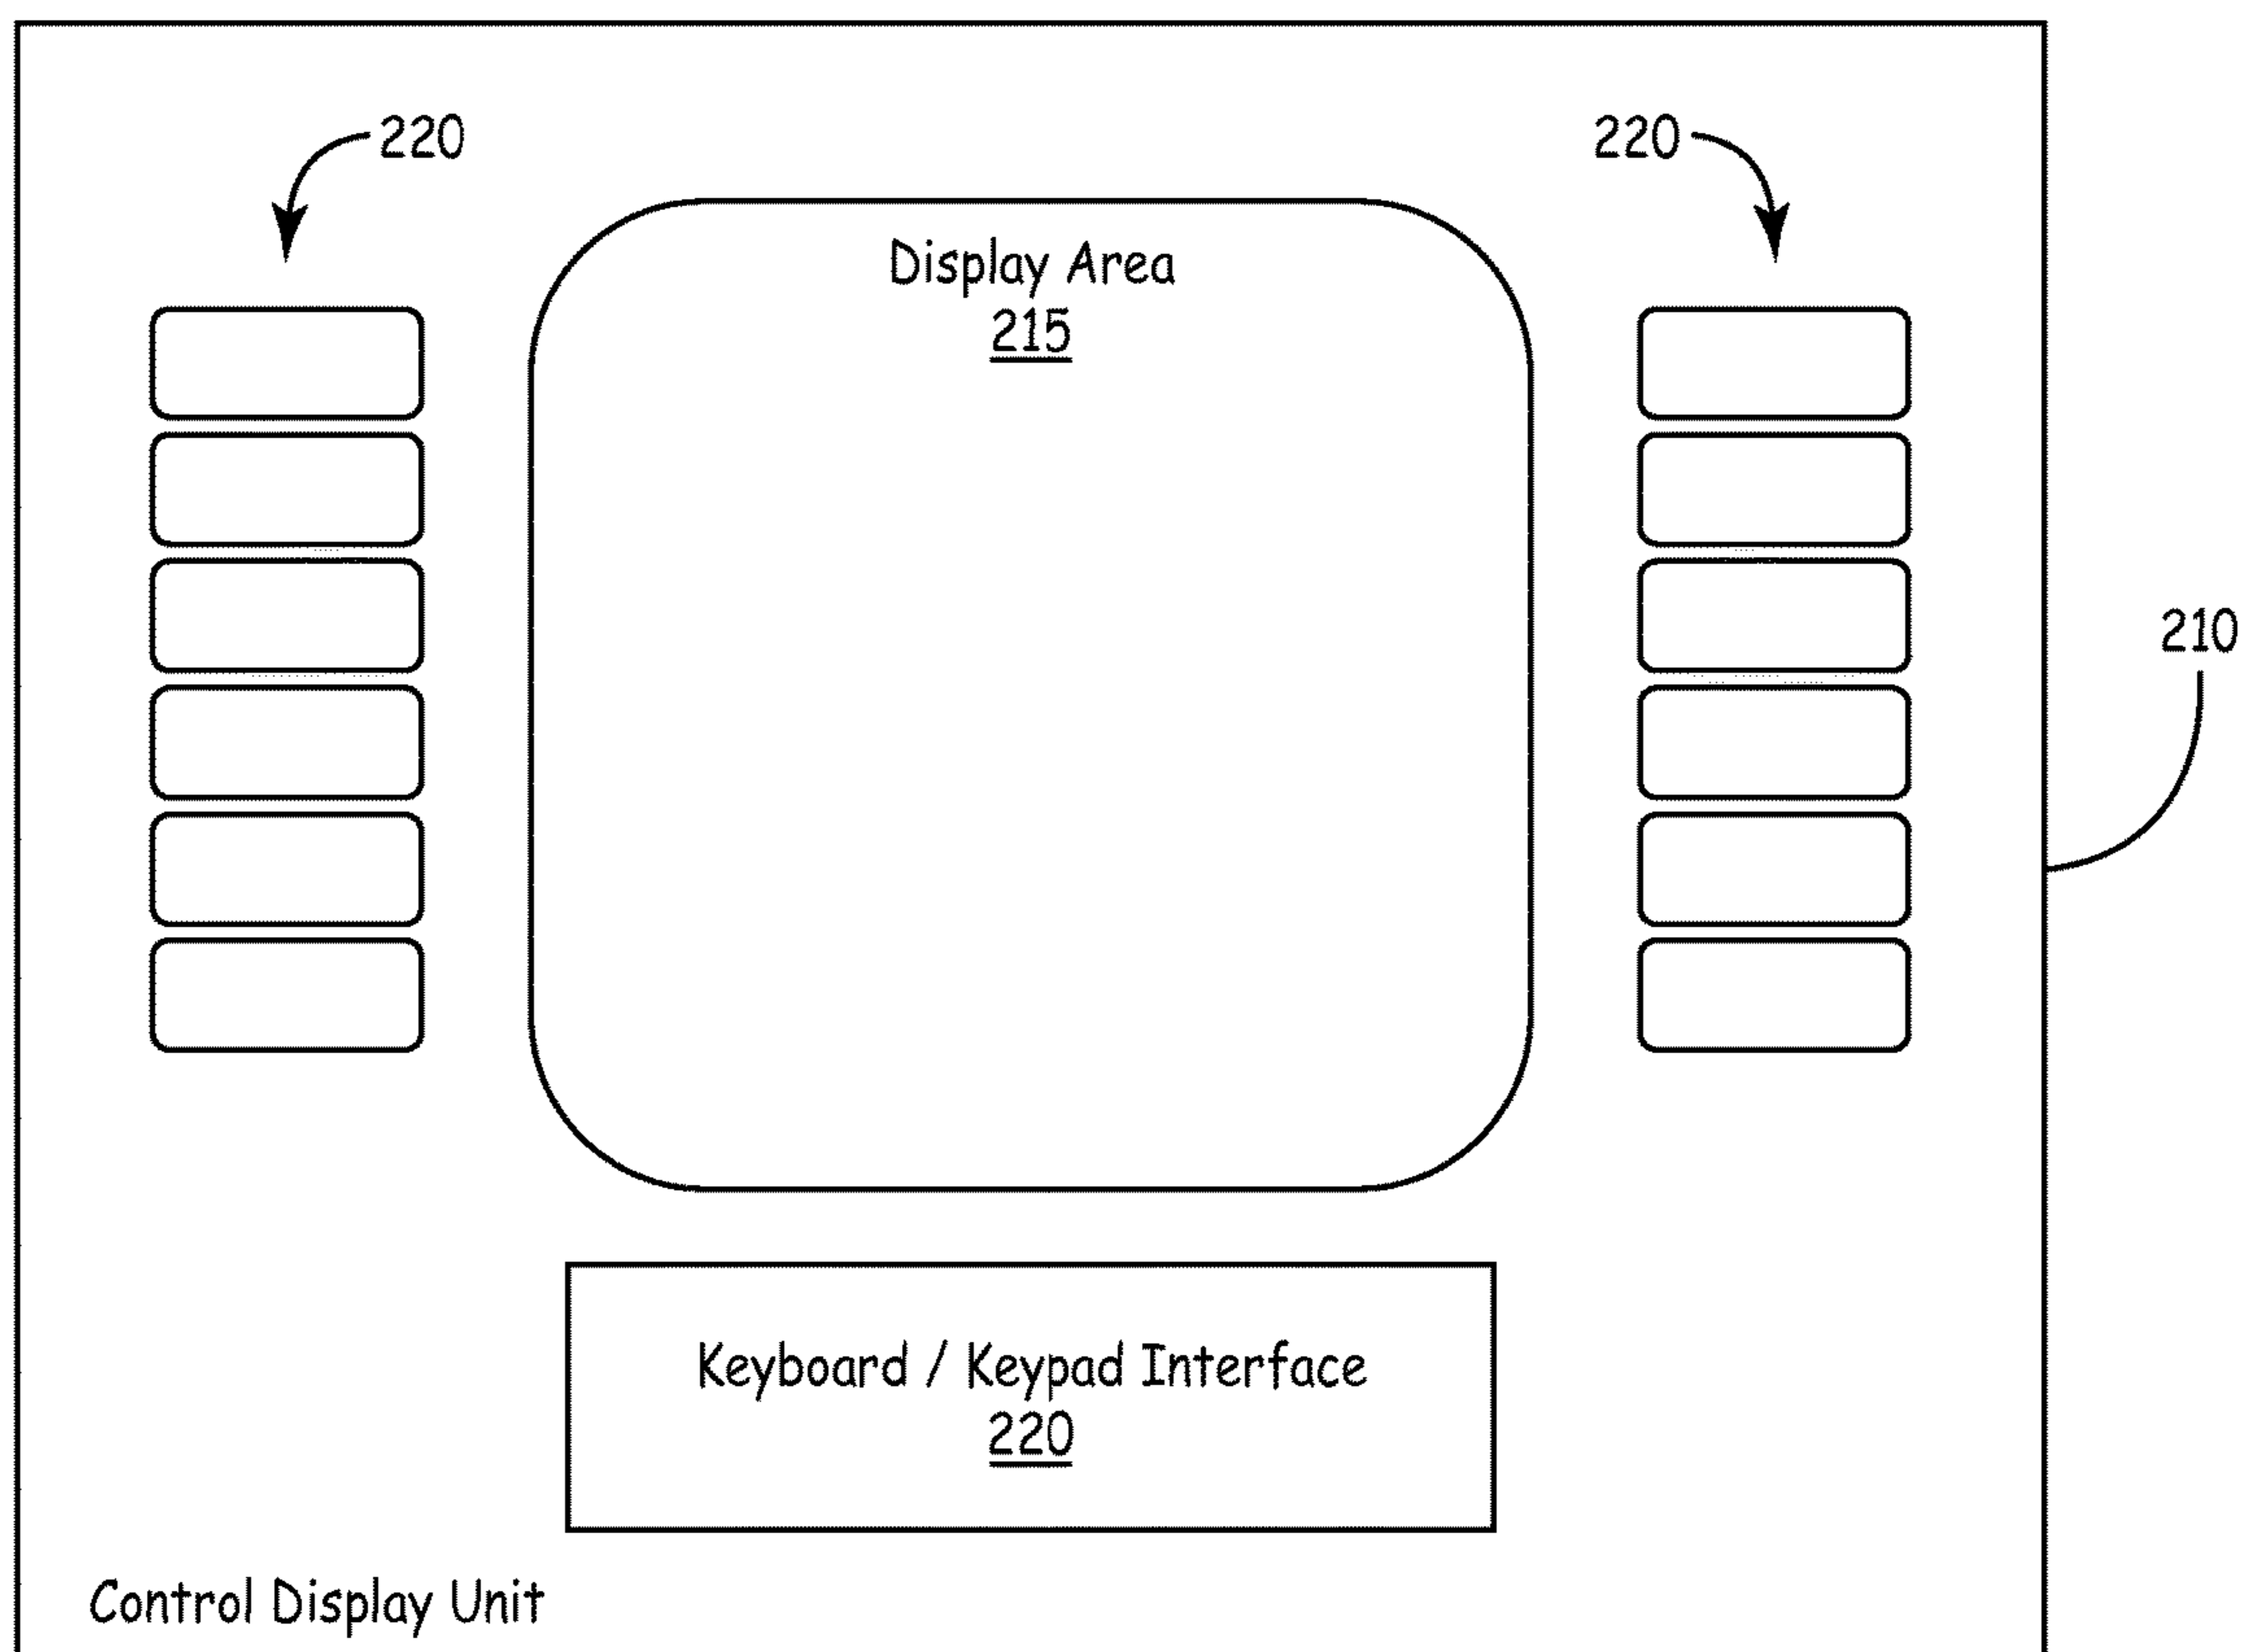 220
220
Display Area
215
210
Keyboard / Keypad Interface
220
Control Display Unit